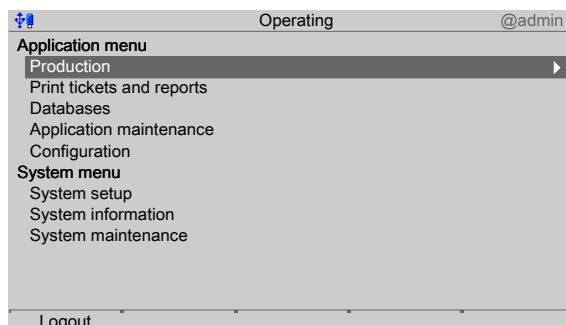 Operating @admin
Application menu
Production
Print tickets and reports
Databases
Application maintenance
Configuration
System menu
System setup
System information
System maintenance
Logout